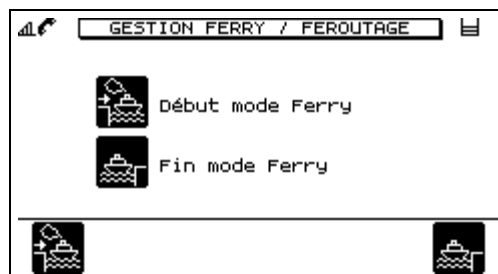 GESTION FERRY / FEROUTAGE
Début mode Ferry
Fin mode Ferry